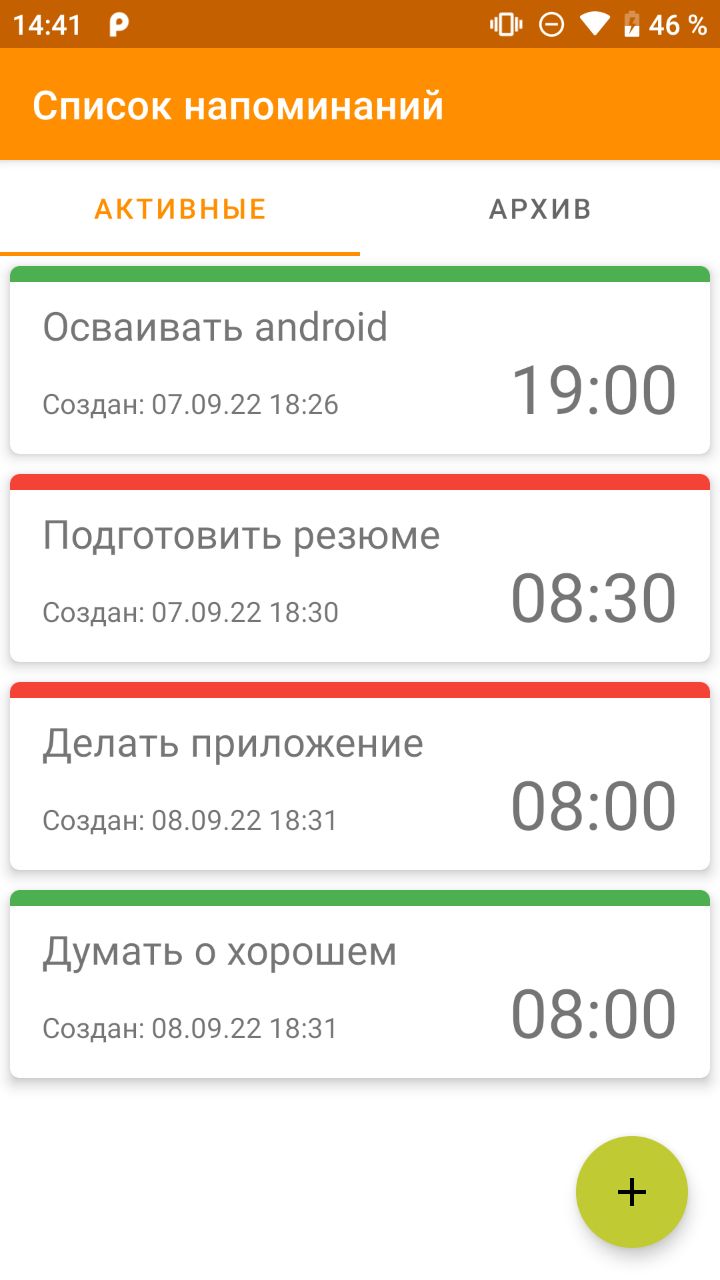 14:41 46 %
Список напоминаний
АКТИВНЫЕ АРХИВ
Осваивать android
Создан: 07.09.22 18:26 19:00
Подготовить резюме
Создан: 07.09.22 18:30 08:30
Делать приложение
Создан: 08.09.22 18:31 08:00
Думать о хорошем
Создан: 08.09.22 18:31 08:00
+